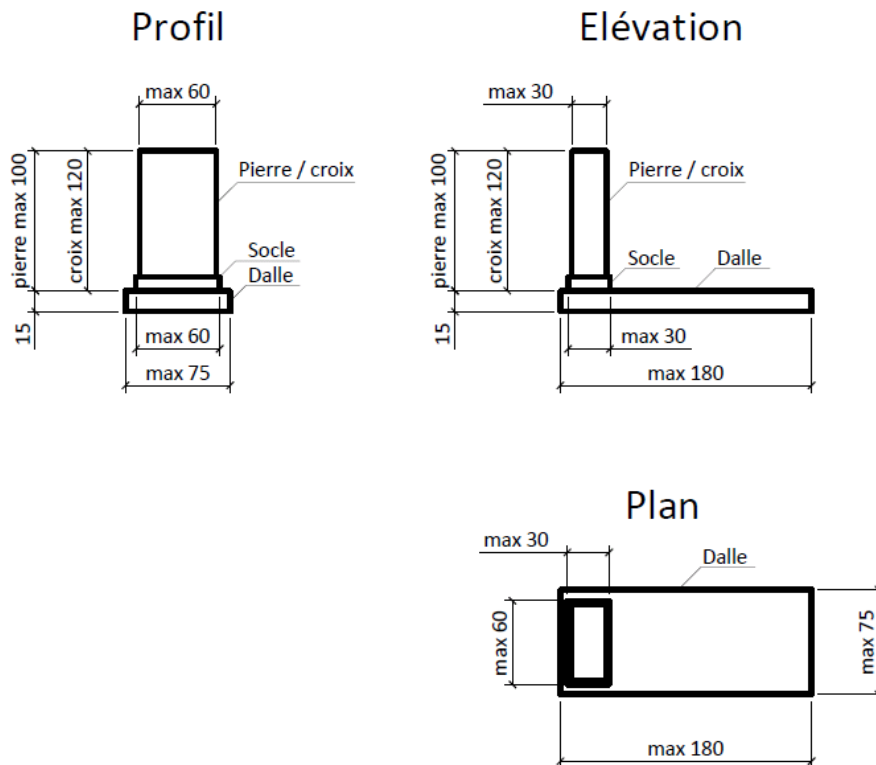 Profil
max 60
pierre max 100
croix max 120
Pierre / croix
Socle
Dalle
15
max 60
max 75
Elévation
max 30
pierre max 100
croix max 120
Pierre / croix
Socle
Dalle
15
max 30
max 180
Plan
max 30
Dalle
max 60
max 75
max 180